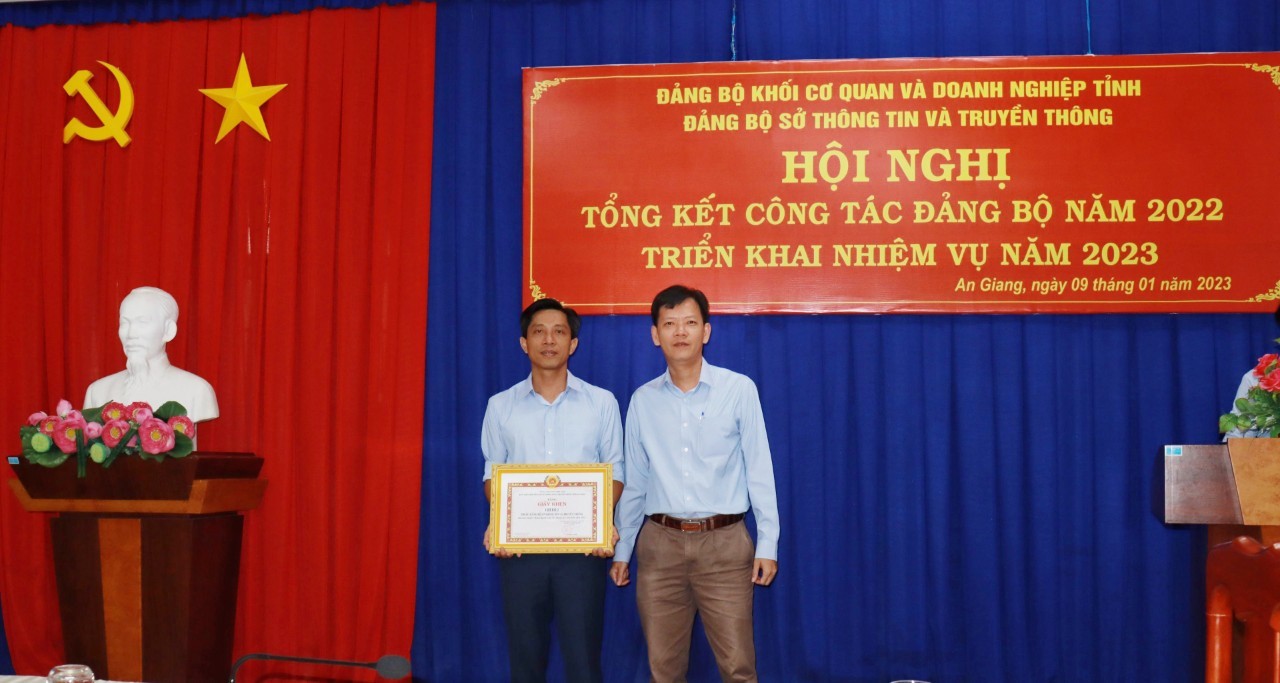 ĐẢNG BỘ KHỐI CƠ QUAN VÀ DOANH NGHIỆP TỈNH
ĐẢNG BỘ SỞ THÔNG TIN VÀ TRUYỀN THÔNG
HỘI NGHỊ
TỔNG KẾT CÔNG TÁC ĐẢNG BỘ NĂM 2022
TRIỂN KHAI NHIỆM VỤ NĂM 2023
An Giang, ngày 09 tháng 01 năm 2023
GIẤY KHEN